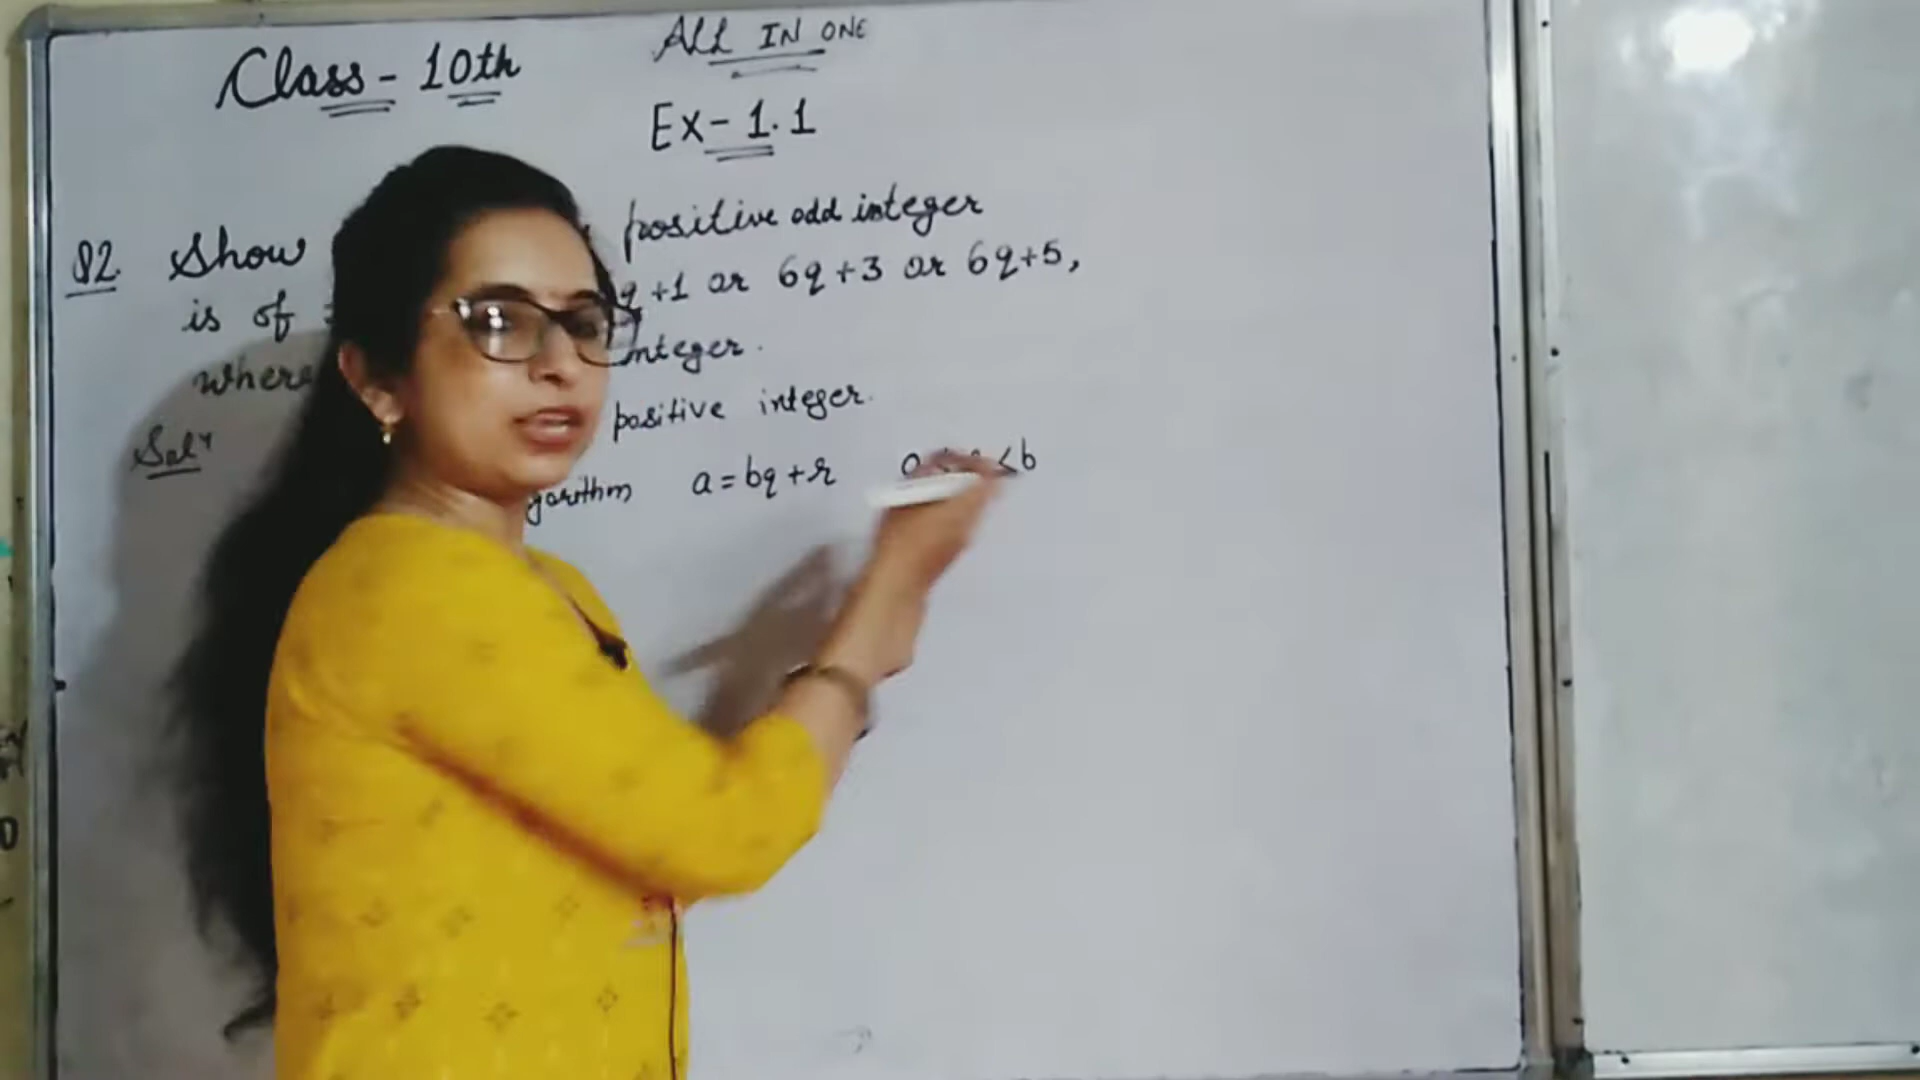 Class - 10th
ALL IN ONE
Ex - 1.1
Q2. Show positive odd integer
is of q+1 or 6q+3 or 6q+5,
where integer.
Solⁿ positive integer.
gorithm a = bq + r < b